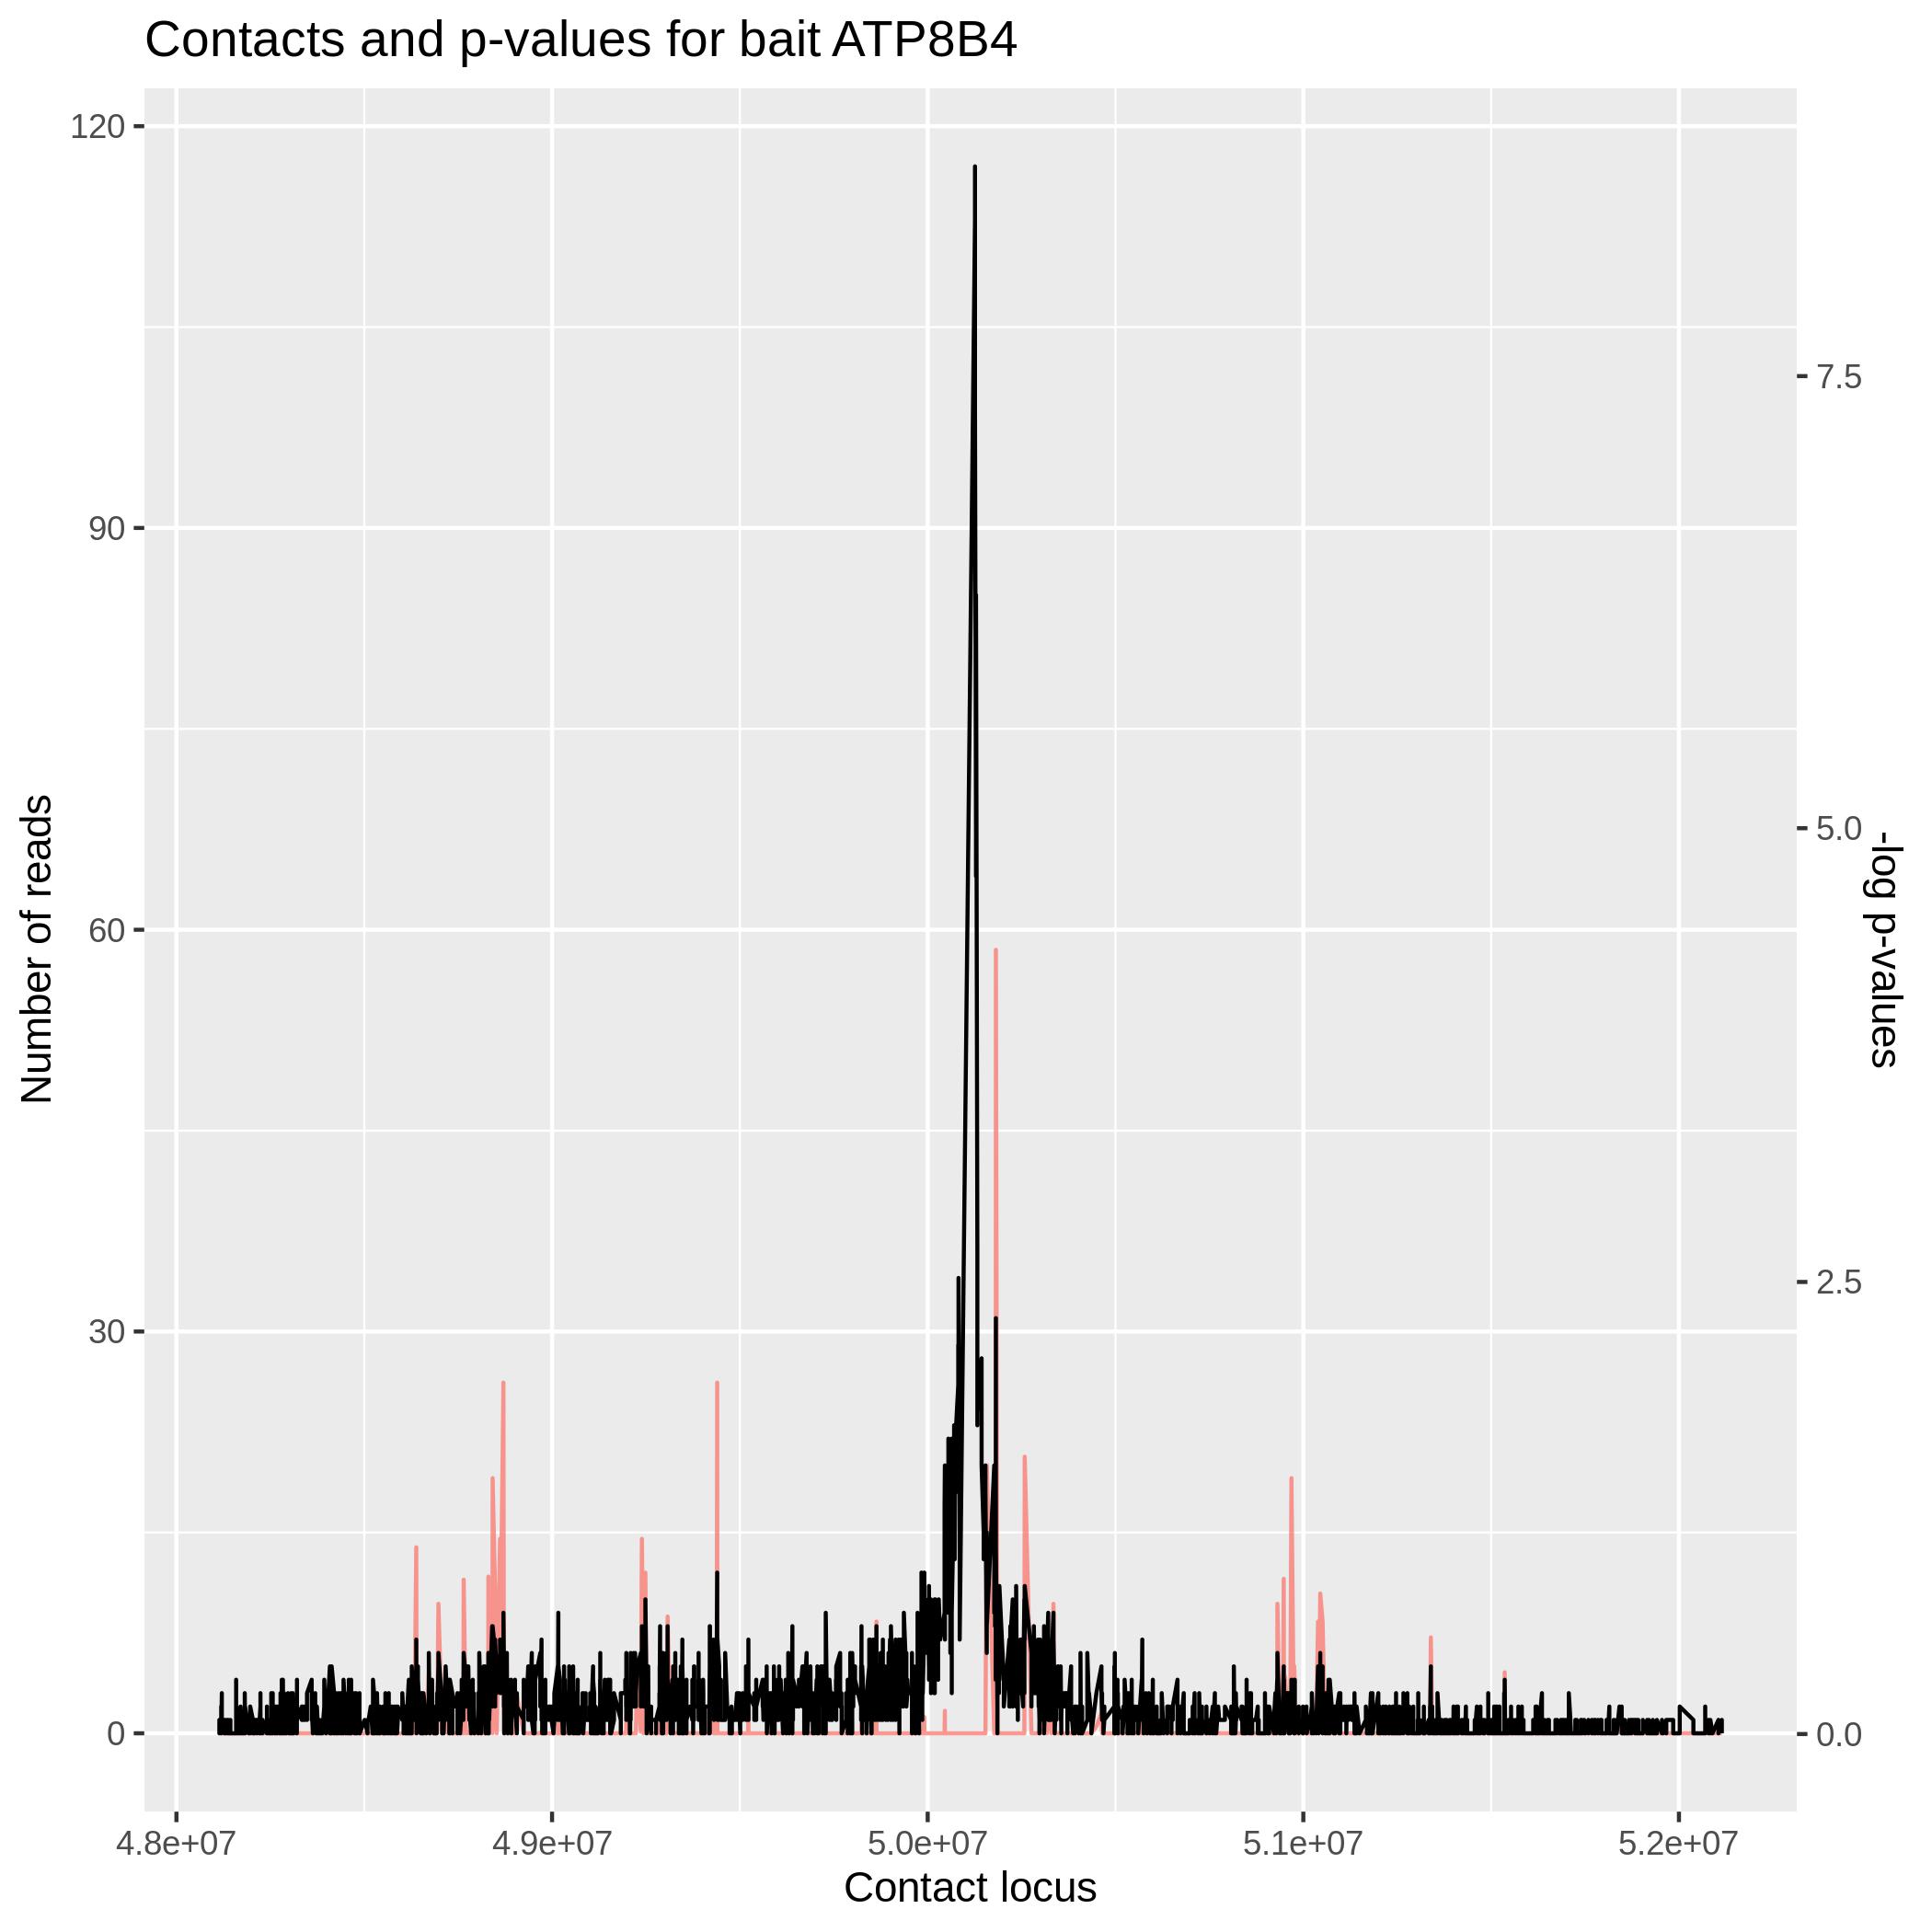 Contacts and p-values for bait ATP8B4
120
90
60
30
0
Number of reads
7.5
5.0
2.5
0.0
-log p-values
4.8e+07 4.9e+07 5.0e+07 5.1e+07 5.2e+07
Contact locus